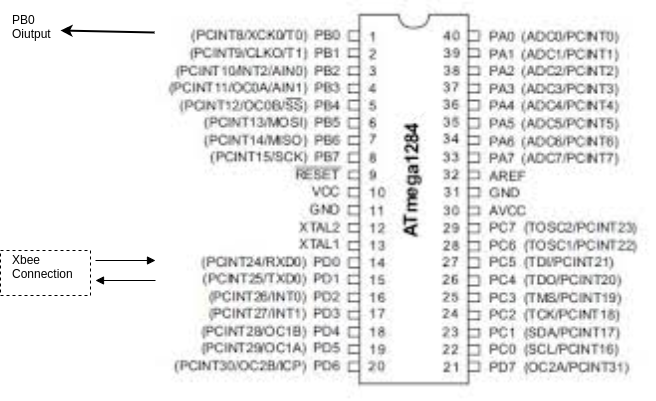 PB0
Oiutput
Xbee
Connection
(PCINT8/XCK0/T0) PB0 1
(PCINT9/CLKO/T1) PB1 2
(PCINT10/INT2/AIN0) PB2 3
(PCINT11/OC0A/AIN1) PB3 4
(PCINT12/OC0B/SS) PB4 5
(PCINT13/MOSI) PB5 6
(PCINT14/MISO) PB6 7
(PCINT15/SCK) PB7 8
RESET 9
VCC 10
GND 11
XTAL2 12
XTAL1 13
(PCINT24/RXD0) PD0 14
(PCINT25/TXD0) PD1 15
(PCINT26/INT0) PD2 16
(PCINT27/INT1) PD3 17
(PCINT28/OC1B) PD4 18
(PCINT29/OC1A) PD5 19
(PCINT30/OC2B/ICP) PD6 20
ATmega1284
40 PA0 (ADC0/PCINT0)
39 PA1 (ADC1/PCINT1)
38 PA2 (ADC2/PCINT2)
37 PA3 (ADC3/PCINT3)
36 PA4 (ADC4/PCINT4)
35 PA5 (ADC5/PCINT5)
34 PA6 (ADC6/PCINT6)
33 PA7 (ADC7/PCINT7)
32 AREF
31 GND
30 AVCC
29 PC7 (TOSC2/PCINT23)
28 PC6 (TOSC1/PCINT22)
27 PC5 (TDI/PCINT21)
26 PC4 (TDO/PCINT20)
25 PC3 (TMS/PCINT19)
24 PC2 (TCK/PCINT18)
23 PC1 (SDA/PCINT17)
22 PC0 (SCL/PCINT16)
21 PD7 (OC2A/PCINT31)